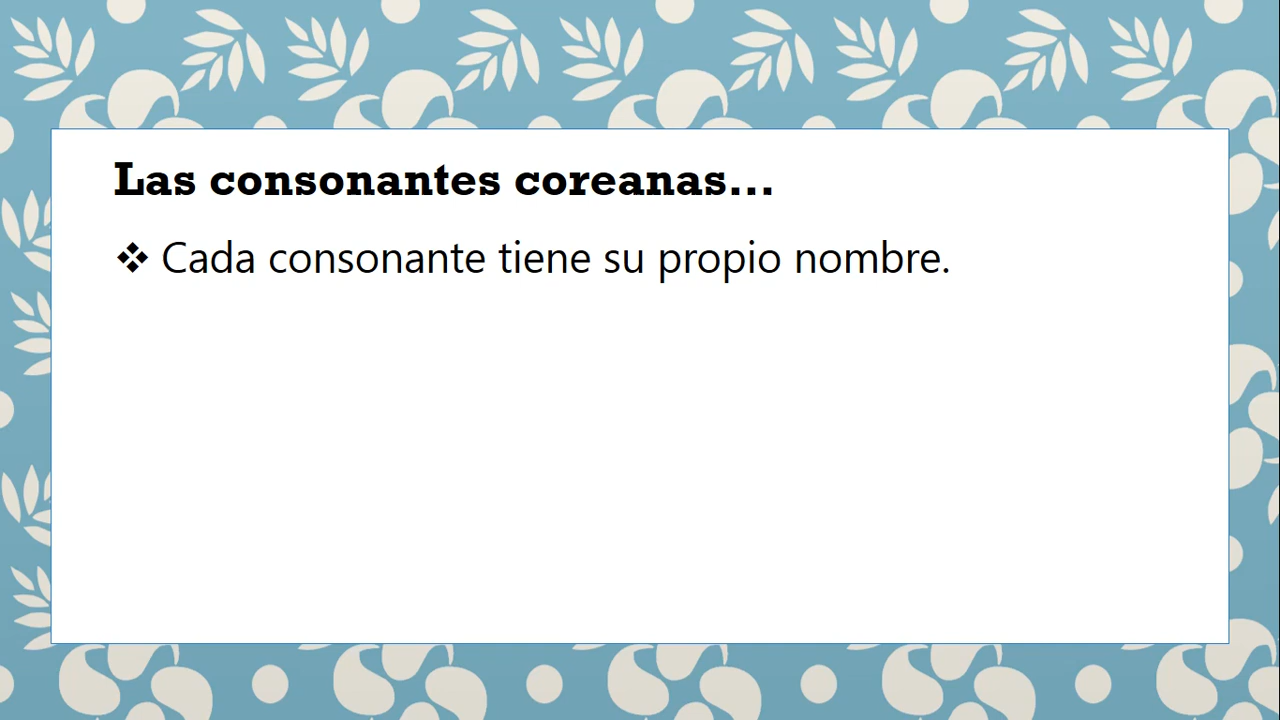 Las consonantes coreanas...
❖ Cada consonante tiene su propio nombre.